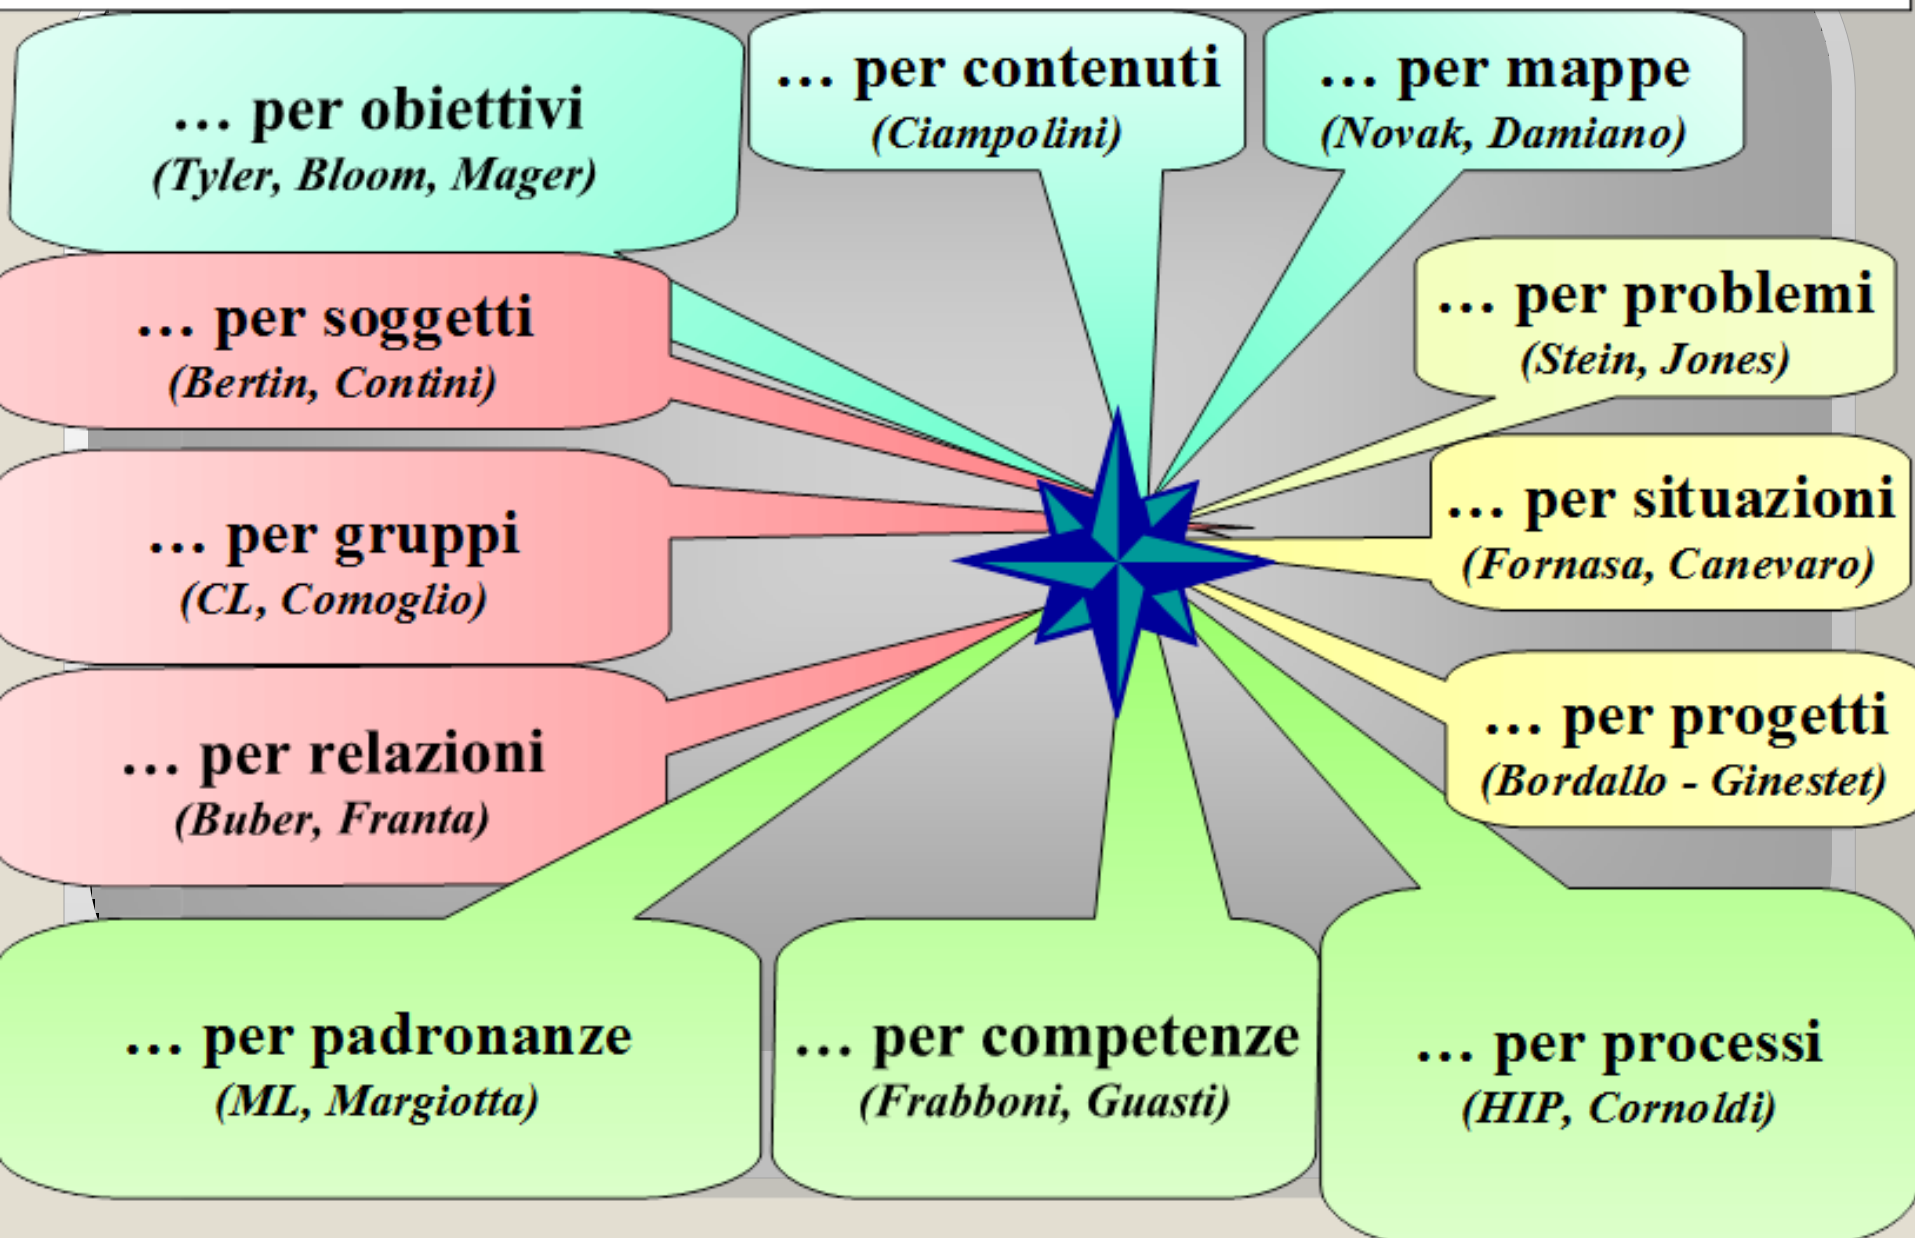 … per obiettivi
(Tyler, Bloom, Mager)
… per contenuti
(Ciampolini)
… per mappe
(Novak, Damiano)
… per problemi
(Stein, Jones)
… per soggetti
(Bertin, Contini)
… per situazioni
(Fornasa, Canevaro)
… per gruppi
(CL, Comoglio)
… per progetti
(Bordallo - Ginestet)
… per relazioni
(Buber, Franta)
… per padronanze
(ML, Margiotta)
… per competenze
(Frabboni, Guasti)
… per processi
(HIP, Cornoldi)